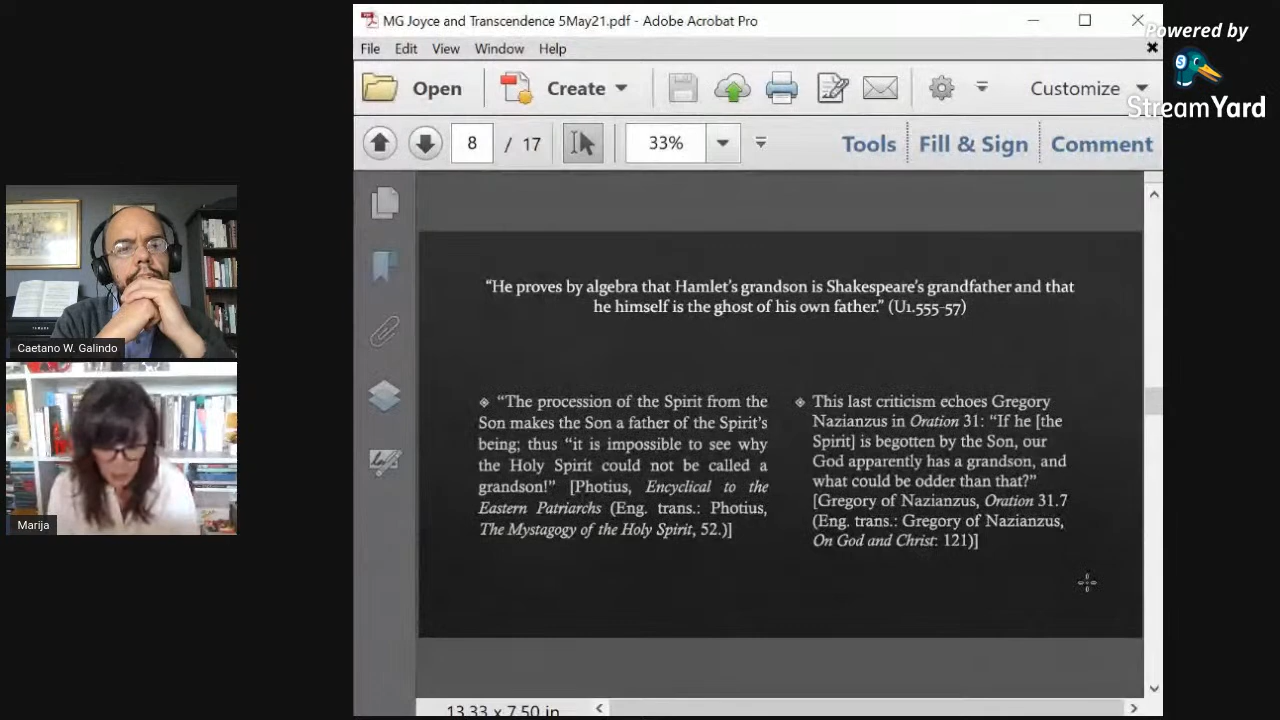 MG Joyce and Transcendence 5May21.pdf - Adobe Acrobat Pro
Powered by
StreamYard
File Edit View Window Help
Open Create Customize
8 / 17 33% Tools Fill & Sign Comment
“He proves by algebra that Hamlet’s grandson is Shakespeare’s grandfather and that
he himself is the ghost of his own father.” (U1.555-57)
“The procession of the Spirit from the
Son makes the Son a father of the Spirit’s
being; thus “it is impossible to see why
the Holy Spirit could not be called a
grandson!” [Photius, Encyclical to the
Eastern Patriarchs (Eng. trans.: Photius,
The Mystagogy of the Holy Spirit, 52.)]
This last criticism echoes Gregory
Nazianzus in Oration 31: “If he [the
Spirit] is begotten by the Son, our
God apparently has a grandson, and
what could be odder than that?”
[Gregory of Nazianzus, Oration 31.7
(Eng. trans.: Gregory of Nazianzus,
On God and Christ: 121)]
13.33 x 7.50 in
Caetano W. Galindo
Marija